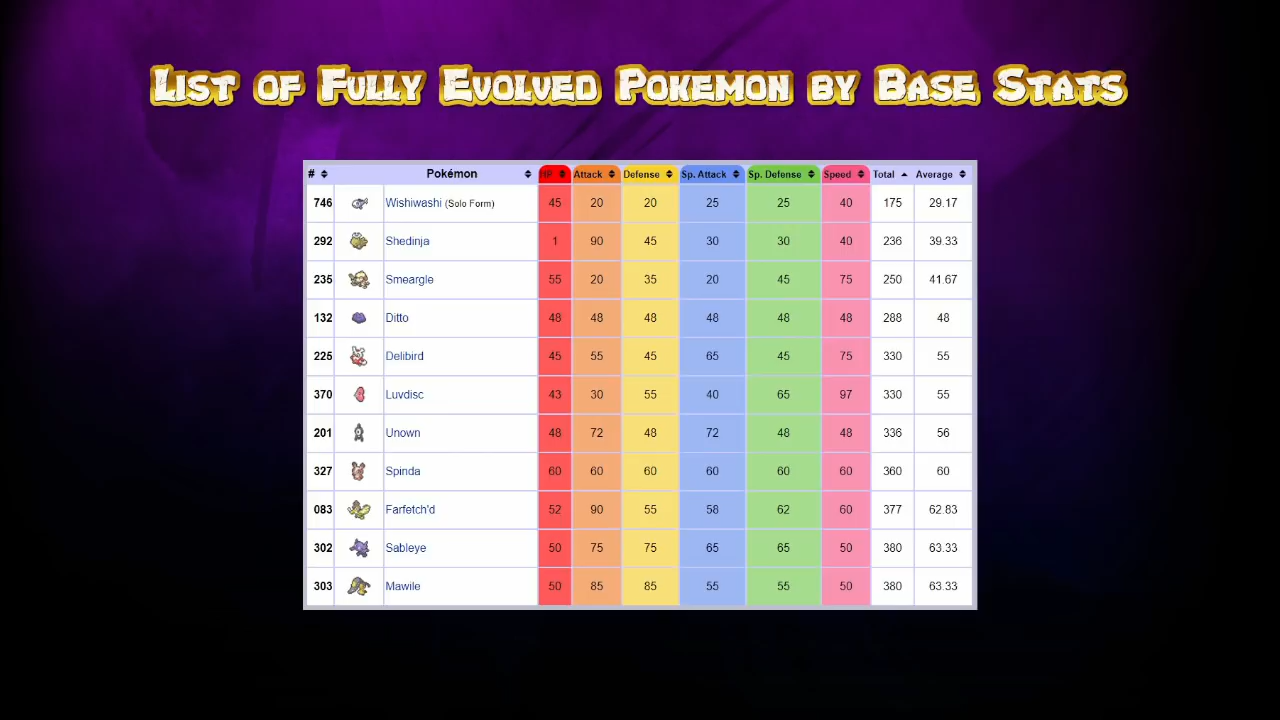 List of Fully Evolved Pokemon by Base Stats
# Pokémon HP Attack Defense Sp. Attack Sp. Defense Speed Total Average
746 Wishiwashi (Solo Form) 45 20 20 25 25 40 175 29.17
292 Shedinja 1 90 45 30 30 40 236 39.33
235 Smeargle 55 20 35 20 45 75 250 41.67
132 Ditto 48 48 48 48 48 48 288 48
225 Delibird 45 55 45 65 45 75 330 55
370 Luvdisc 43 30 55 40 65 97 330 55
201 Unown 48 72 48 72 48 48 336 56
327 Spinda 60 60 60 60 60 60 360 60
083 Farfetch'd 52 90 55 58 62 60 377 62.83
302 Sableye 50 75 75 65 65 50 380 63.33
303 Mawile 50 85 85 55 55 50 380 63.33